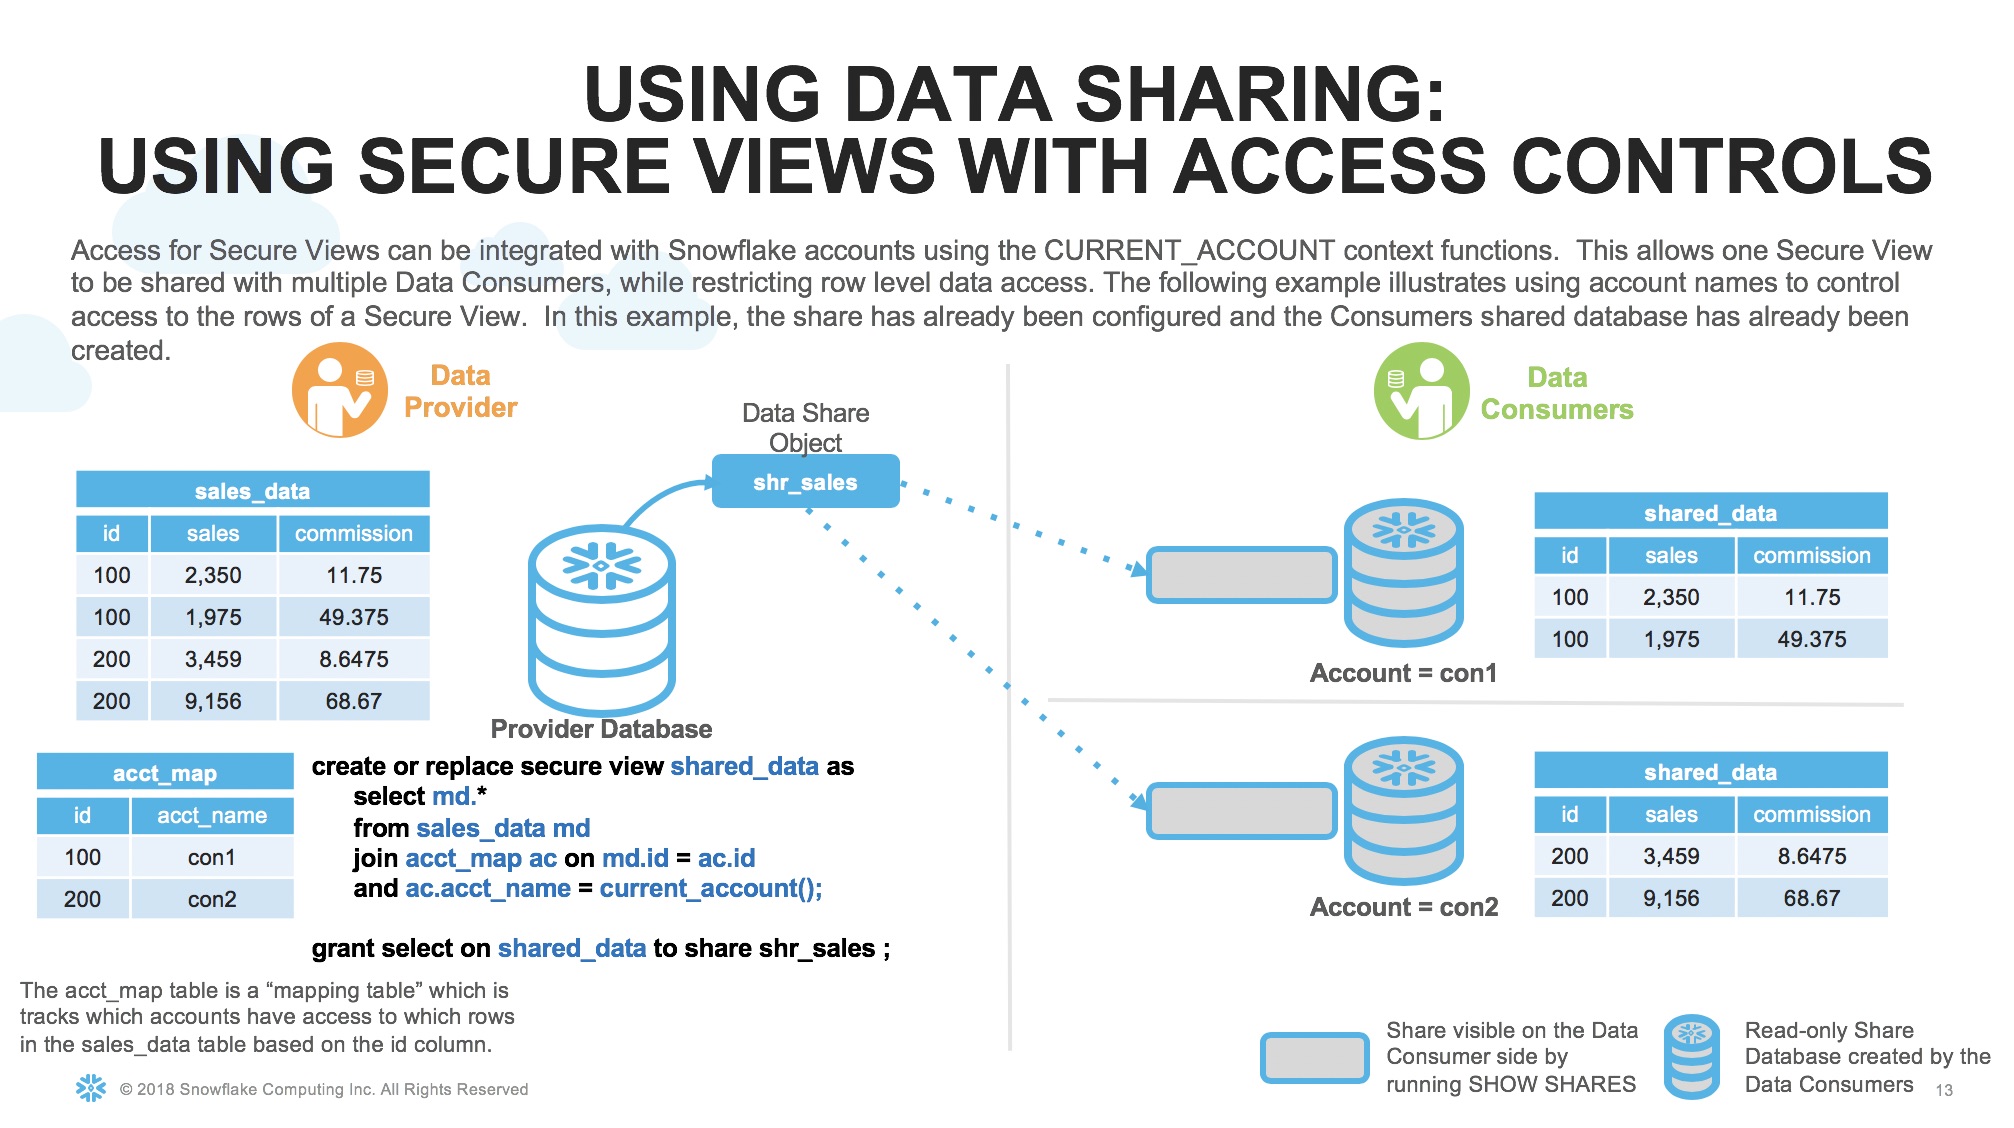 USING DATA SHARING:
USING SECURE VIEWS WITH ACCESS CONTROLS
Access for Secure Views can be integrated with Snowflake accounts using the CURRENT_ACCOUNT context functions.  This allows one Secure View
to be shared with multiple Data Consumers, while restricting row level data access. The following example illustrates using account names to control
access to the rows of a Secure View.  In this example, the share has already been configured and the Consumers shared database has already been
created.
Data
Provider
Data Share
Object
shr_sales
sales_data
id sales commission
100 2,350 11.75
100 1,975 49.375
200 3,459 8.6475
200 9,156 68.67
Provider Database
acct_map
id acct_name
100 con1
200 con2
create or replace secure view shared_data as
select md.*
from sales_data md
join acct_map ac on md.id = ac.id
and ac.acct_name = current_account();
grant select on shared_data to share shr_sales ;
The acct_map table is a “mapping table” which is
tracks which accounts have access to which rows
in the sales_data table based on the id column.
Data
Consumers
shared_data
id sales commission
100 2,350 11.75
100 1,975 49.375
Account = con1
shared_data
id sales commission
200 3,459 8.6475
200 9,156 68.67
Account = con2
Share visible on the Data
Consumer side by
running SHOW SHARES
Read-only Share
Database created by the
Data Consumers
© 2018 Snowflake Computing Inc. All Rights Reserved
13